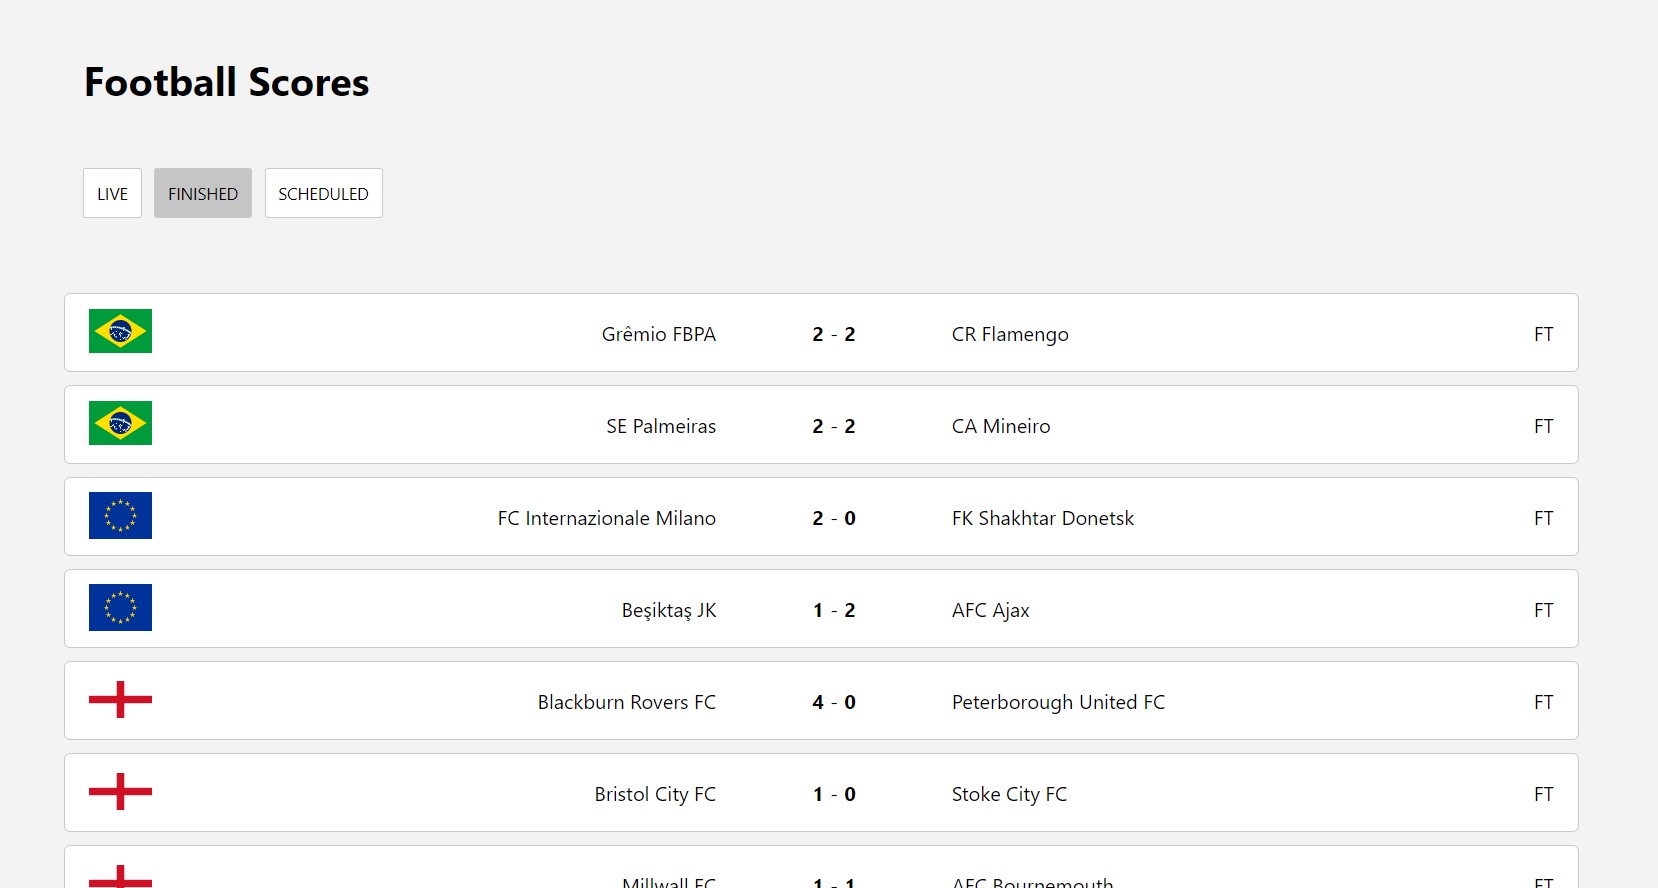 Football Scores
LIVE FINISHED SCHEDULED
Grêmio FBPA 2 - 2 CR Flamengo FT
SE Palmeiras 2 - 2 CA Mineiro FT
FC Internazionale Milano 2 - 0 FK Shakhtar Donetsk FT
Beşiktaş JK 1 - 2 AFC Ajax FT
Blackburn Rovers FC 4 - 0 Peterborough United FC FT
Bristol City FC 1 - 0 Stoke City FC FT
Millwall FC 1 - 1 AFC Bournemouth FT